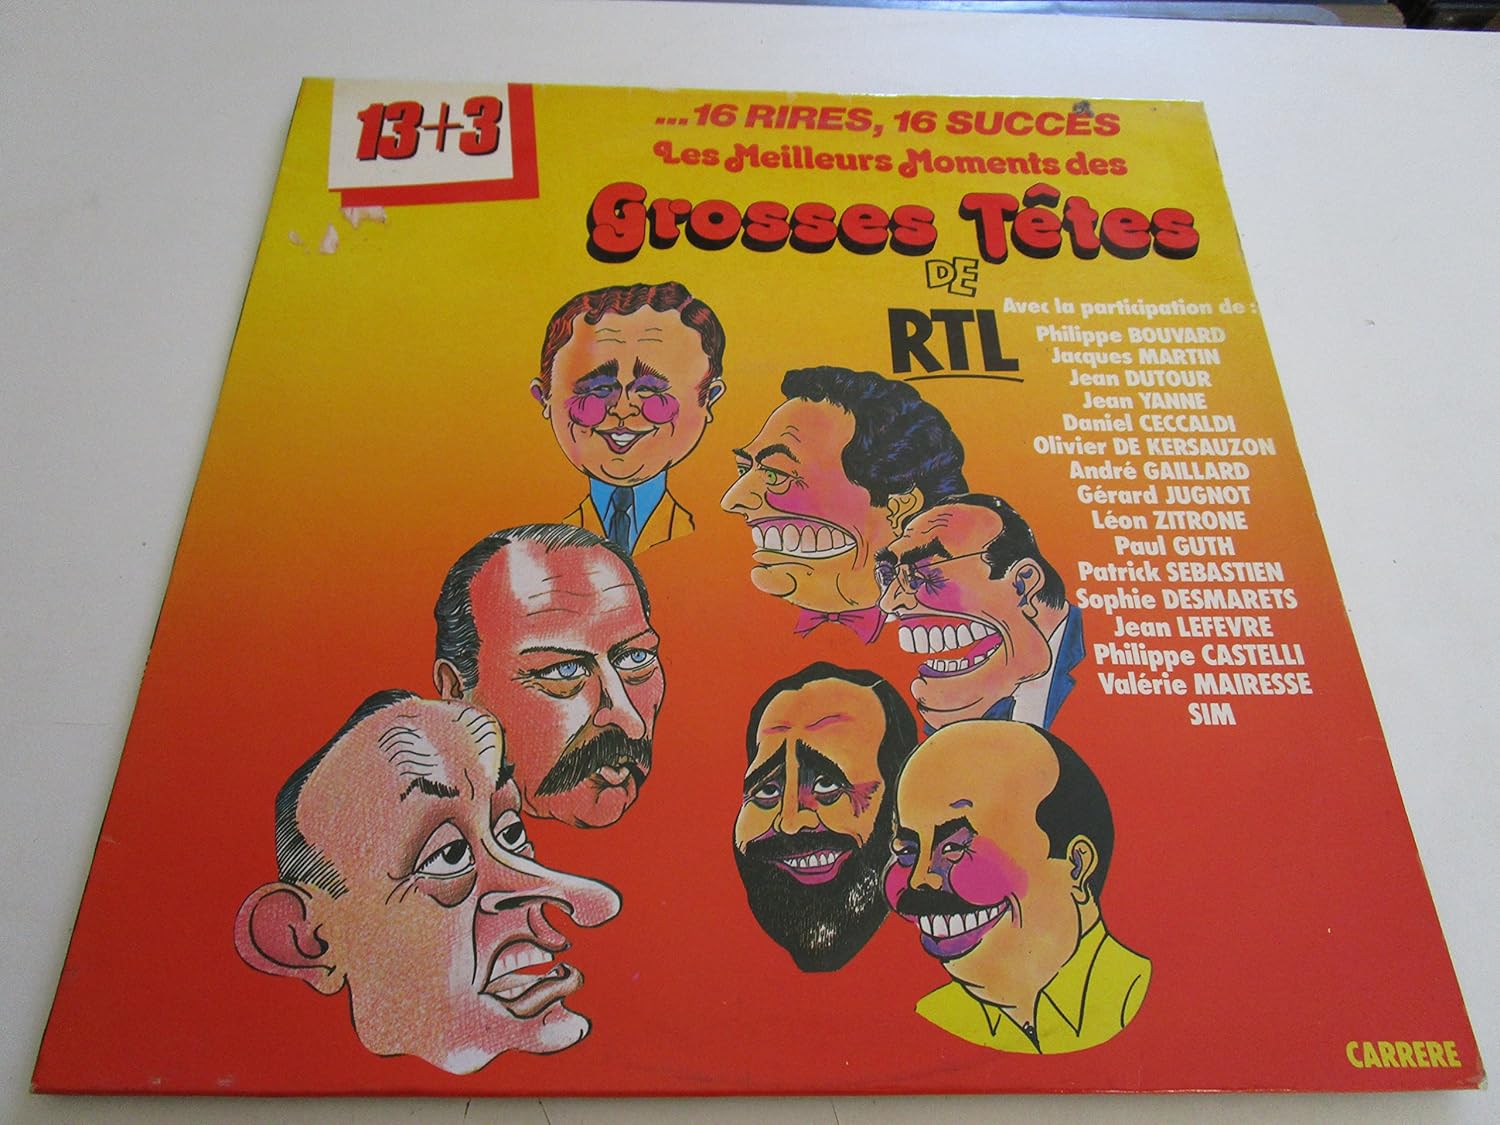 13+3
...16 RIRES, 16 SUCCÈS
Les Meilleurs Moments des
Grosses Têtes
DE
RTL
Avec la participation de :
Philippe BOUVARD
Jacques MARTIN
Jean DUTOUR
Jean YANNE
Daniel CECCALDI
Olivier DE KERSAUZON
André GAILLARD
Gérard JUGNOT
Léon ZITRONE
Paul GUTH
Patrick SEBASTIEN
Sophie DESMARETS
Jean LEFEVRE
Philippe CASTELLI
Valérie MAIRESSE
SIM
CARRERE